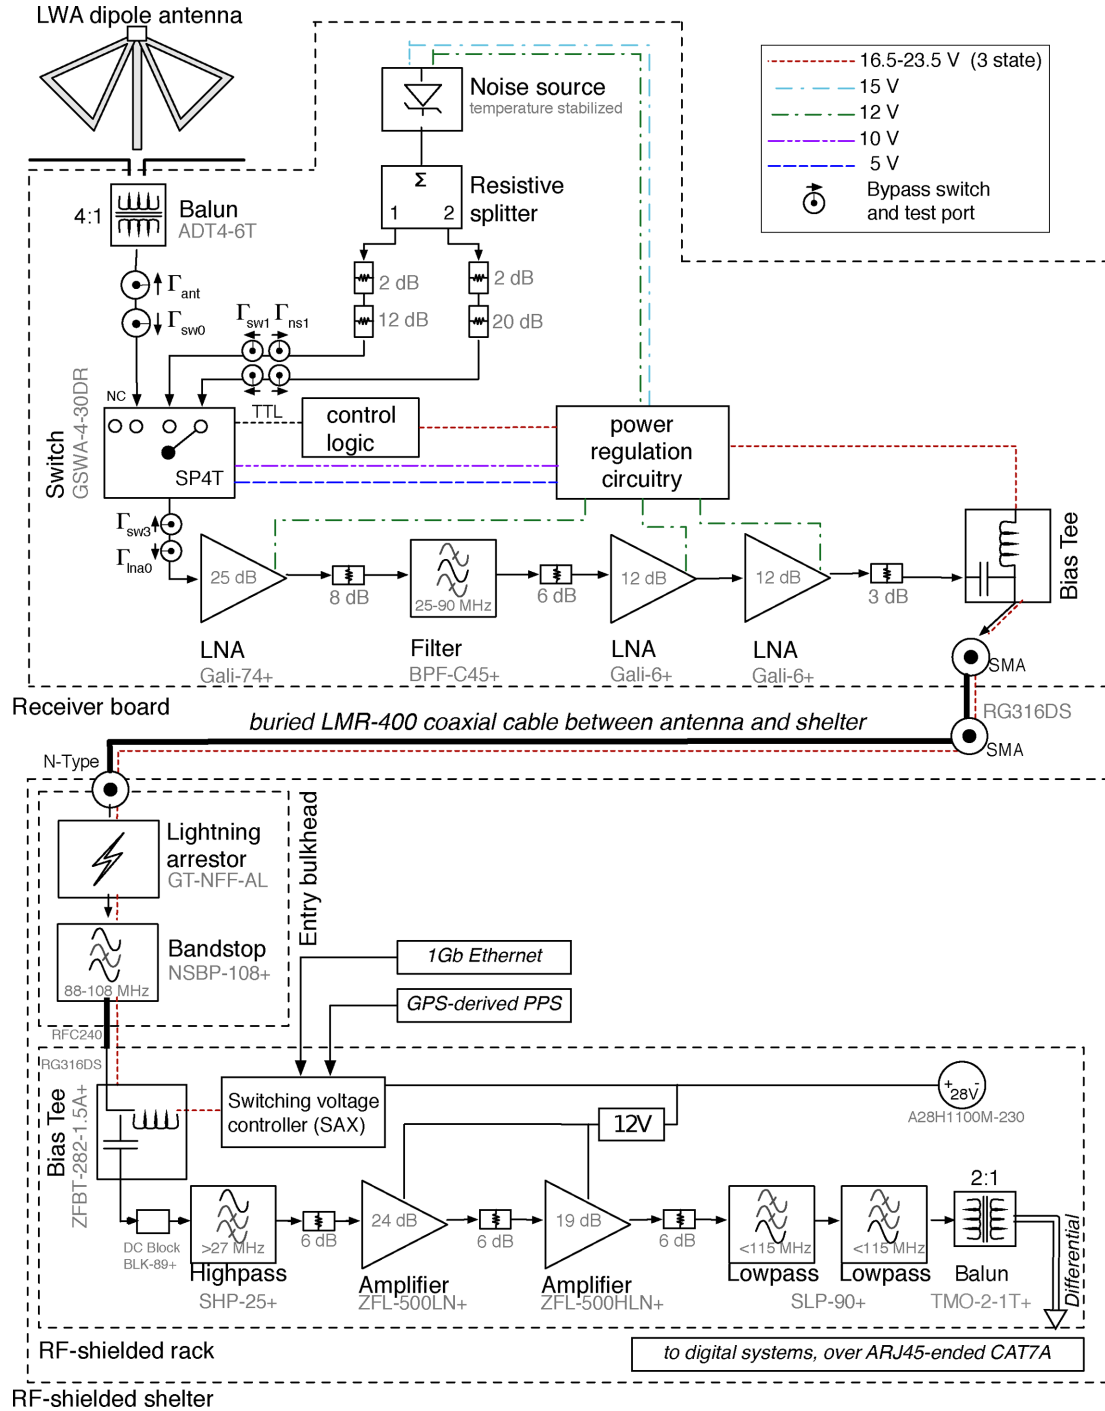 LWA dipole antenna
16.5-23.5 V (3 state)
15 V
12 V
10 V
5 V
Bypass switch
and test port
Noise source
temperature stabilized
Σ
1 2
Resistive
splitter
4:1
Balun
ADT4-6T
Γant
Γsw0
2 dB
12 dB
2 dB
20 dB
Γsw1 Γns1
NC
TTL
control
logic
power
regulation
circuitry
Switch
GSWA-4-30DR
SP4T
Γsw3
Γlna0
25 dB
8 dB
25-90 MHz
6 dB
12 dB
12 dB
3 dB
Bias Tee
LNA
Gali-74+
Filter
BPF-C45+
LNA
Gali-6+
LNA
Gali-6+
SMA
Receiver board
RG316DS
buried LMR-400 coaxial cable between antenna and shelter
SMA
N-Type
Lightning
arrestor
GT-NFF-AL
Entry bulkhead
Bandstop
NSBP-108+
88-108 MHz
1Gb Ethernet
GPS-derived PPS
RFC240
RG316DS
Bias Tee
ZFBT-282-1.5A+
Switching voltage
controller (SAX)
12V
+ -
28V
A28H1100M-230
DC Block
BLK-89+
>27 MHz
Highpass
SHP-25+
6 dB
24 dB
Amplifier
ZFL-500LN+
6 dB
19 dB
Amplifier
ZFL-500HLN+
6 dB
<115 MHz
Lowpass
<115 MHz
Lowpass
SLP-90+
2:1
Balun
TMO-2-1T+
Differential
RF-shielded rack
to digital systems, over ARJ45-ended CAT7A
RF-shielded shelter